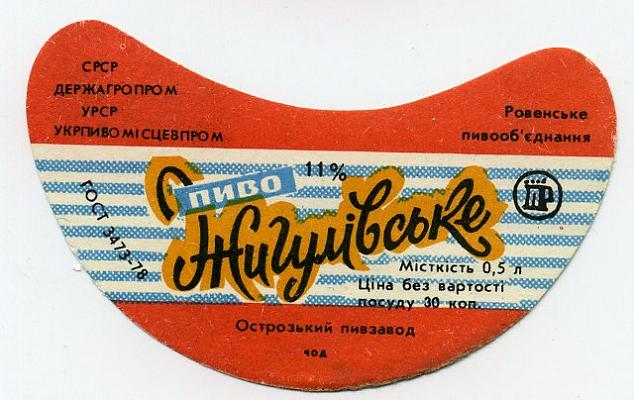 СРСР
ДЕРЖАГРОПРОМ
УРСР
УКРПИВОМІСЦЕВПРОМ
Ровенське
пивооб'єднання
11%
ПИВО
Жигулівське
ГОСТ 3473-78
Місткість 0,5 л
Ціна без вартості
посуду 30 коп.
Острозький пивзавод